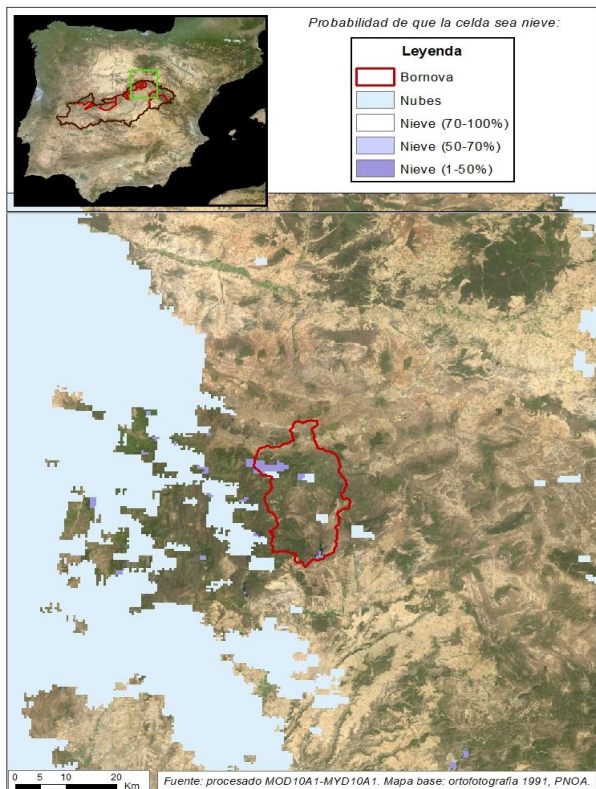 Probabilidad de que la celda sea nieve:
Leyenda
Bornova
Nubes
Nieve (70-100%)
Nieve (50-70%)
Nieve (1-50%)
0 5 10 20
Km
Fuente: procesado MOD10A1-MYD10A1. Mapa base: ortofotografía 1991, PNOA.